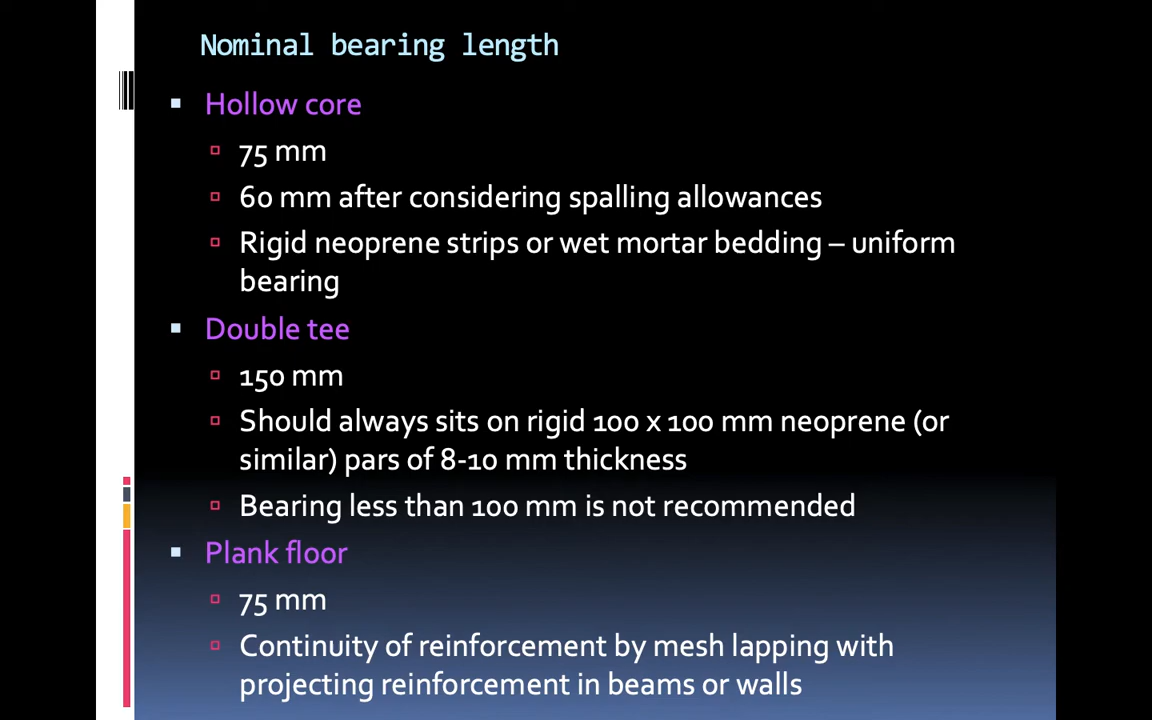 Nominal bearing length
Hollow core
75 mm
60 mm after considering spalling allowances
Rigid neoprene strips or wet mortar bedding – uniform
bearing
Double tee
150 mm
Should always sits on rigid 100 x 100 mm neoprene (or
similar) pars of 8-10 mm thickness
Bearing less than 100 mm is not recommended
Plank floor
75 mm
Continuity of reinforcement by mesh lapping with
projecting reinforcement in beams or walls